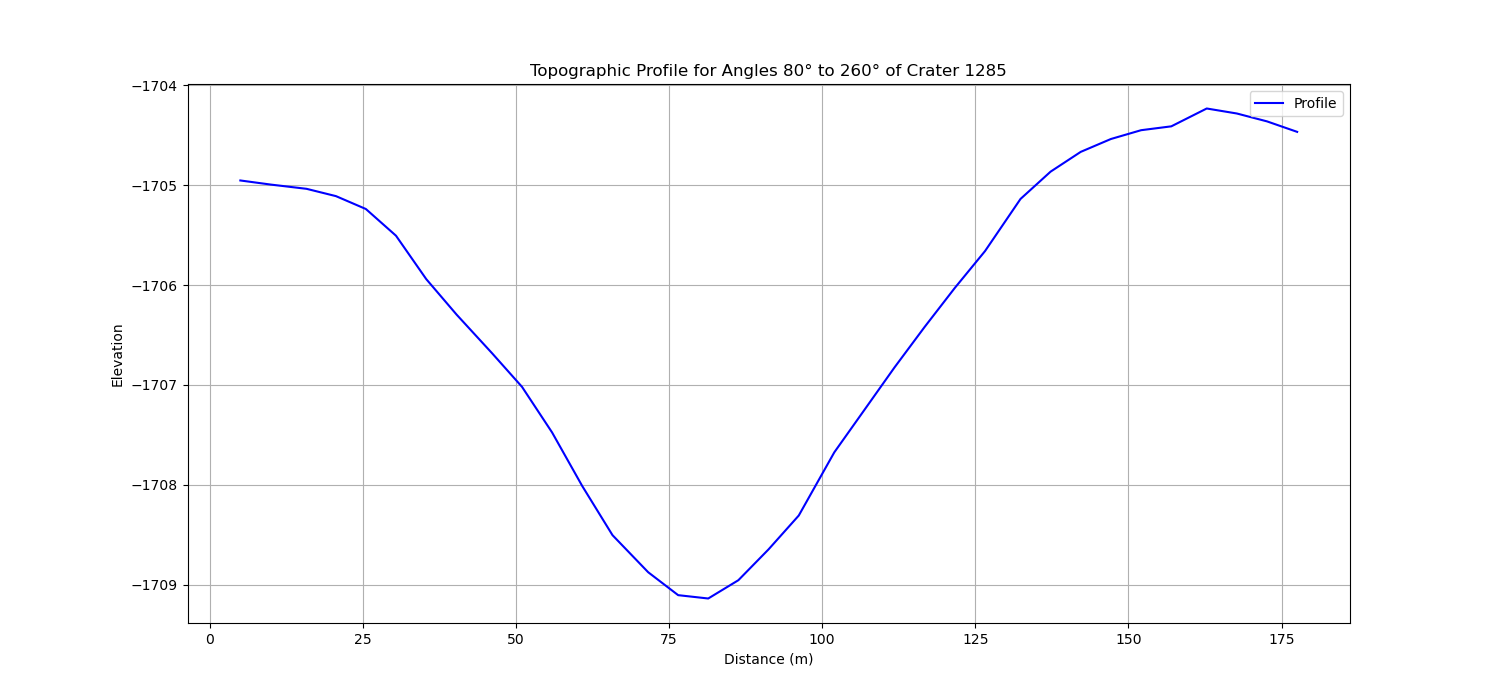 Topographic Profile for Angles 80° to 260° of Crater 1285
Profile
−1704
−1705
−1706
−1707
−1708
−1709
Elevation
0 25 50 75 100 125 150 175
Distance (m)